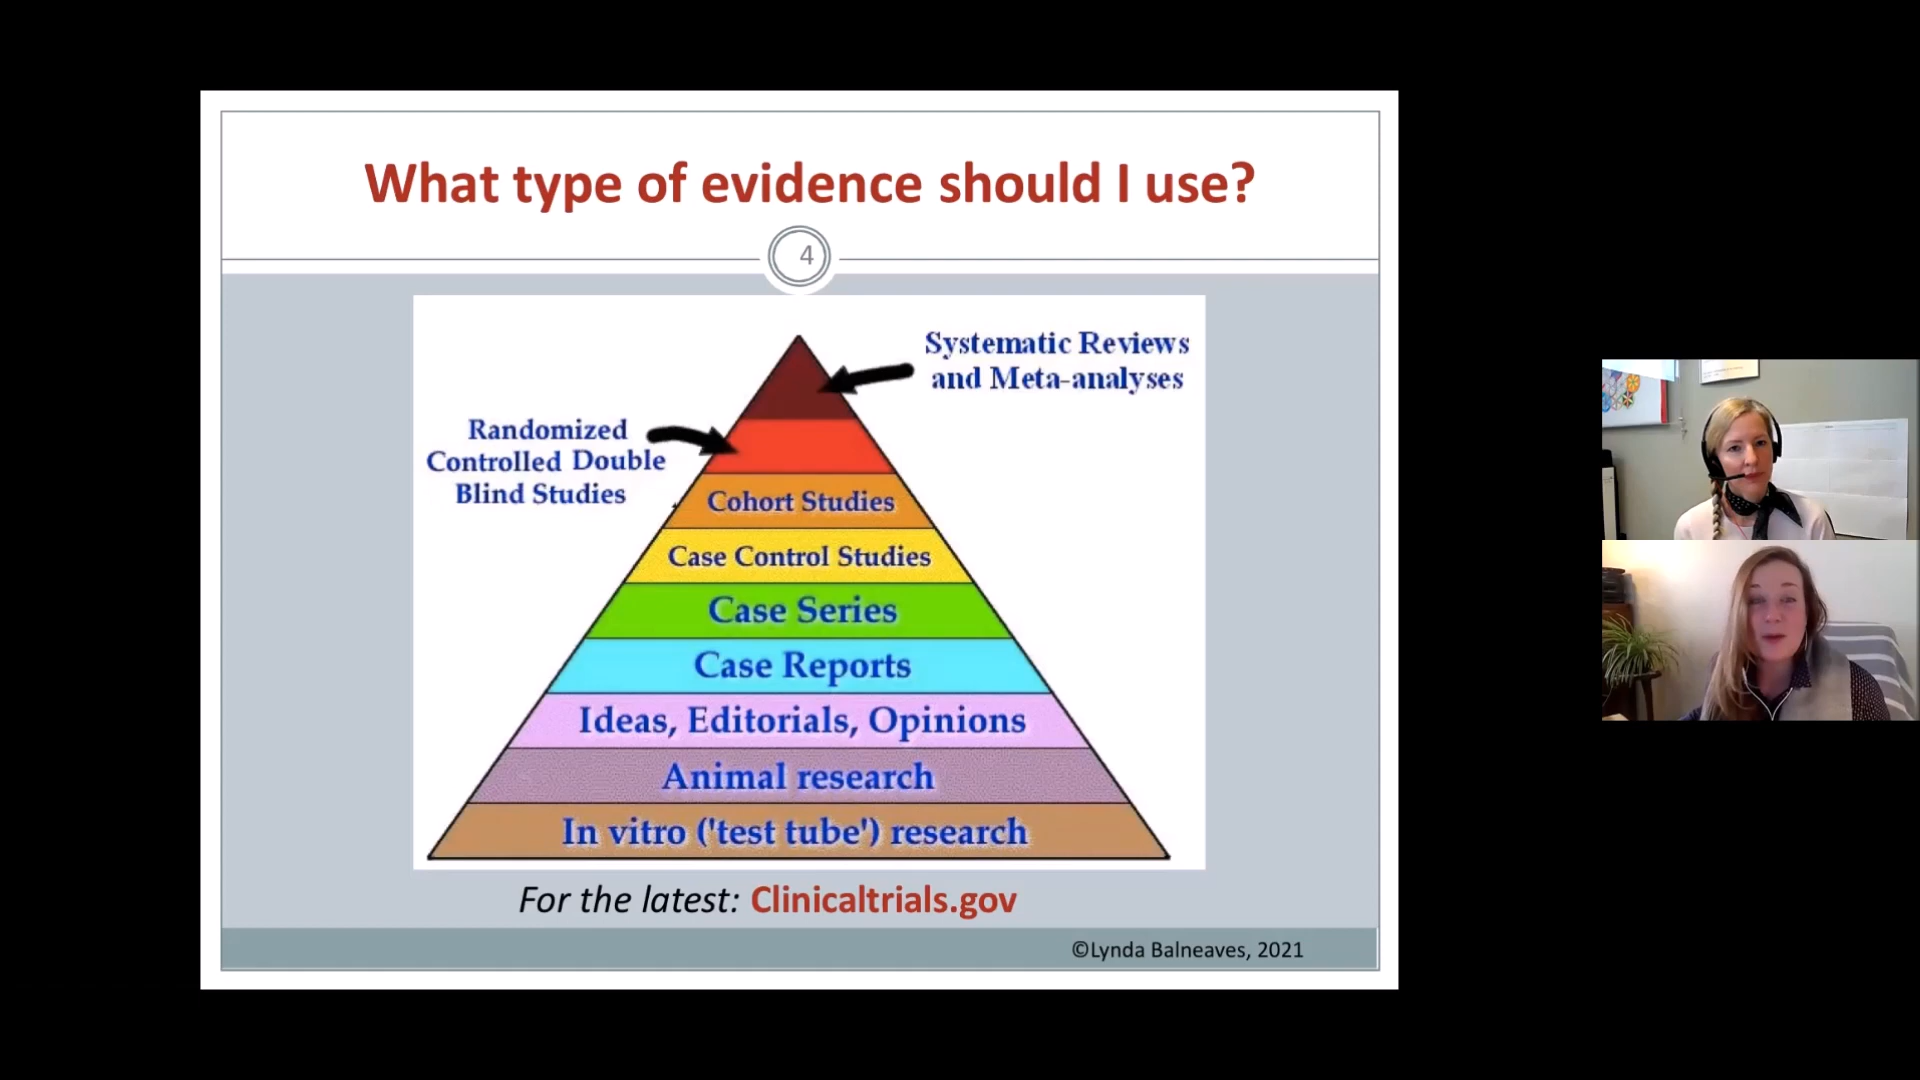 What type of evidence should I use?
4
Systematic Reviews
and Meta-analyses
Randomized
Controlled Double
Blind Studies
Cohort Studies
Case Control Studies
Case Series
Case Reports
Ideas, Editorials, Opinions
Animal research
In vitro ('test tube') research
For the latest: Clinicaltrials.gov
©Lynda Balneaves, 2021